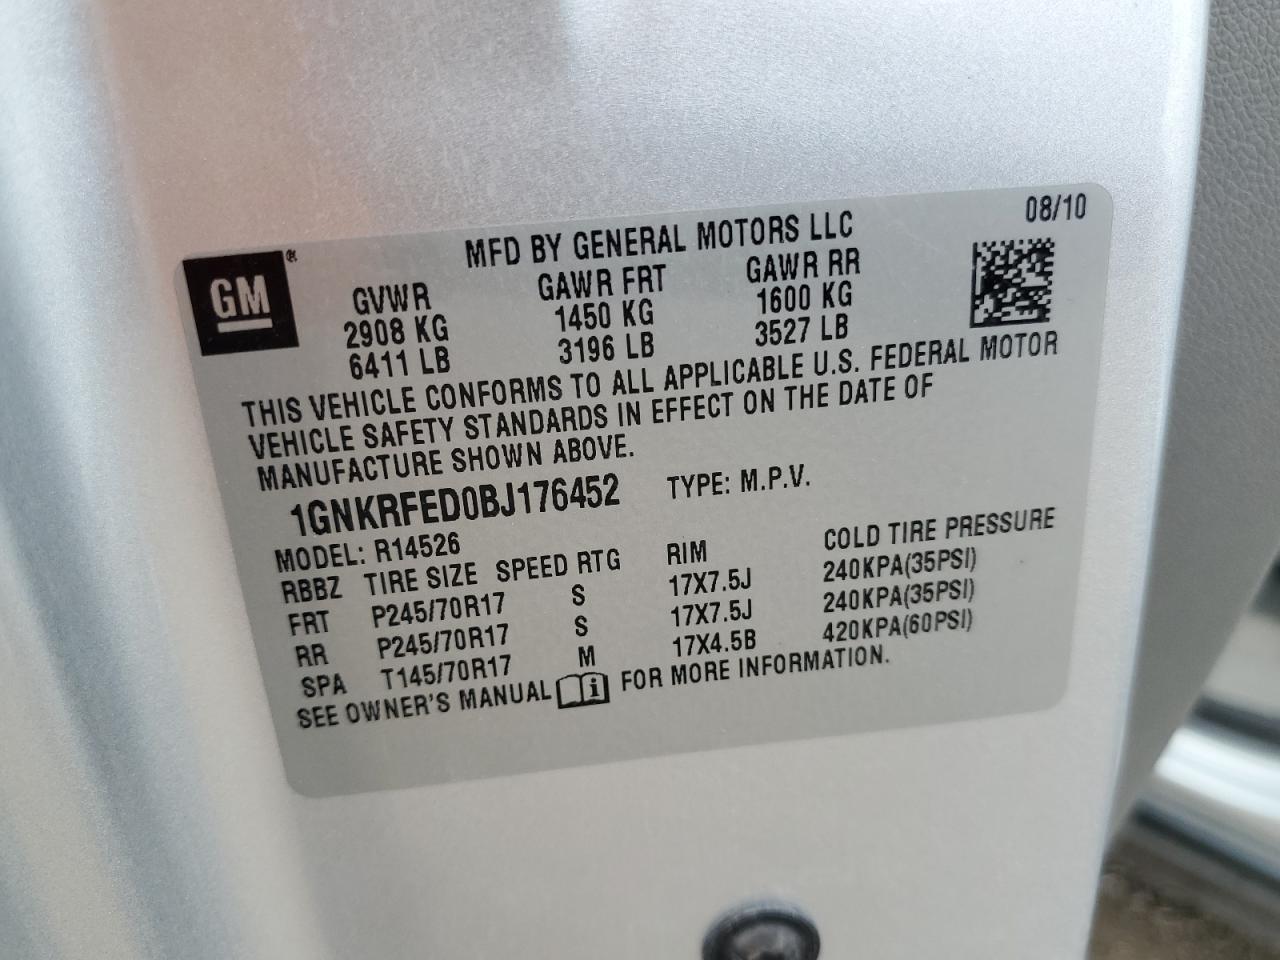 08/10
MFD BY GENERAL MOTORS LLC
GM®
GVWR GAWR FRT GAWR RR
2908 KG 1450 KG 1600 KG
6411 LB 3196 LB 3527 LB
THIS VEHICLE CONFORMS TO ALL APPLICABLE U.S. FEDERAL MOTOR
VEHICLE SAFETY STANDARDS IN EFFECT ON THE DATE OF
MANUFACTURE SHOWN ABOVE.
1GNKRFED0BJ176452 TYPE: M.P.V.
MODEL: R14526
RBBZ TIRE SIZE SPEED RTG RIM COLD TIRE PRESSURE
FRT P245/70R17 S 17X7.5J 240KPA(35PSI)
RR P245/70R17 S 17X7.5J 240KPA(35PSI)
SPA T145/70R17 M 17X4.5B 420KPA(60PSI)
SEE OWNER'S MANUAL i FOR MORE INFORMATION.